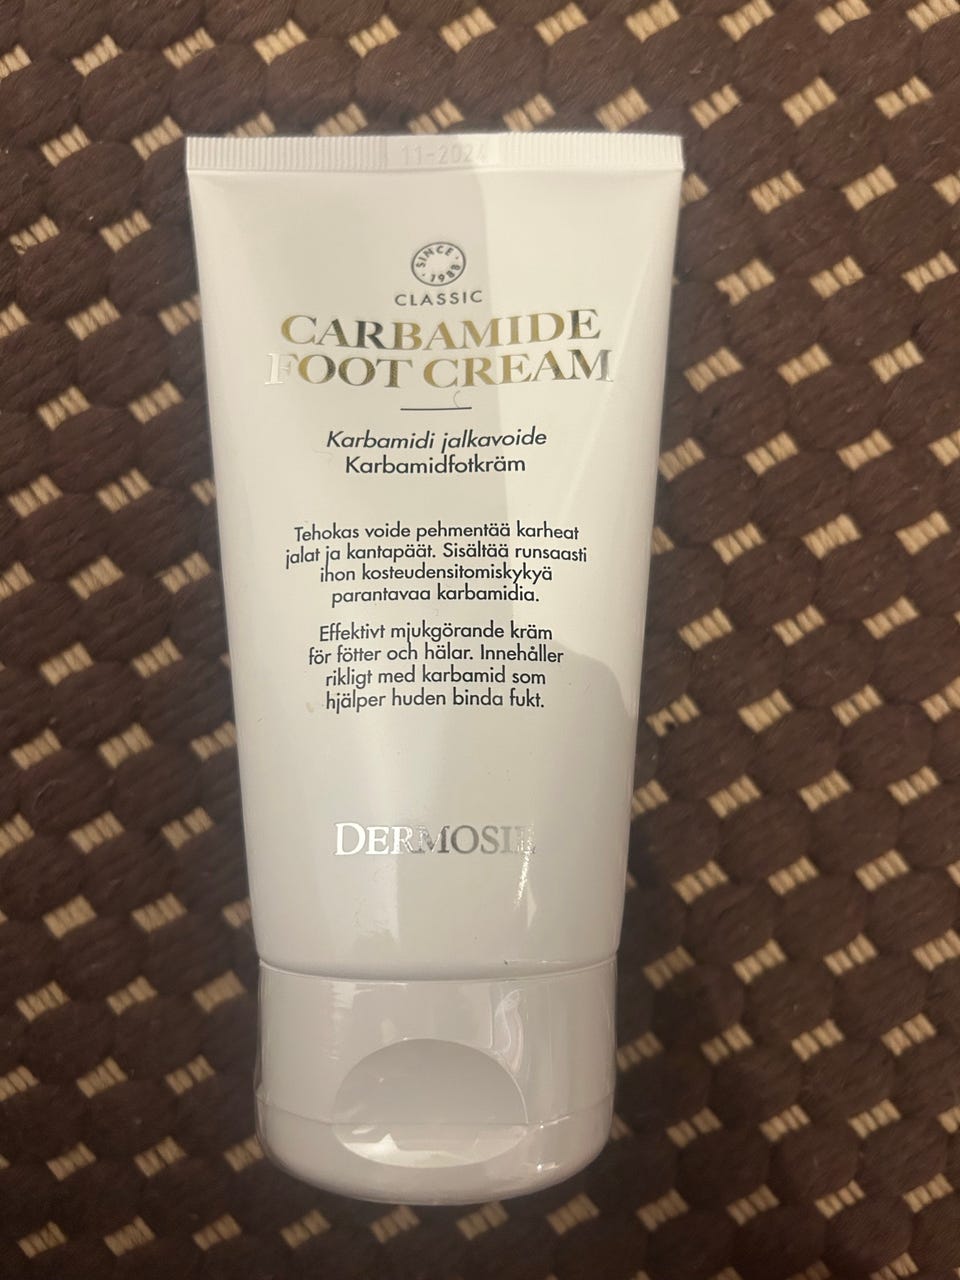 11-2024
SINCE 1988
CLASSIC
CARBAMIDE
FOOT CREAM
Karbamidi jalkavoide
Karbamidfotkräm
Tehokas voide pehmentää karheat
jalat ja kantapäät. Sisältää runsaasti
ihon kosteudensitomiskykyä
parantavaa karbamidia.
Effektivt mjukgörande kräm
för fötter och hälar. Innehåller
rikligt med karbamid som
hjälper huden binda fukt.
DERMOSIL